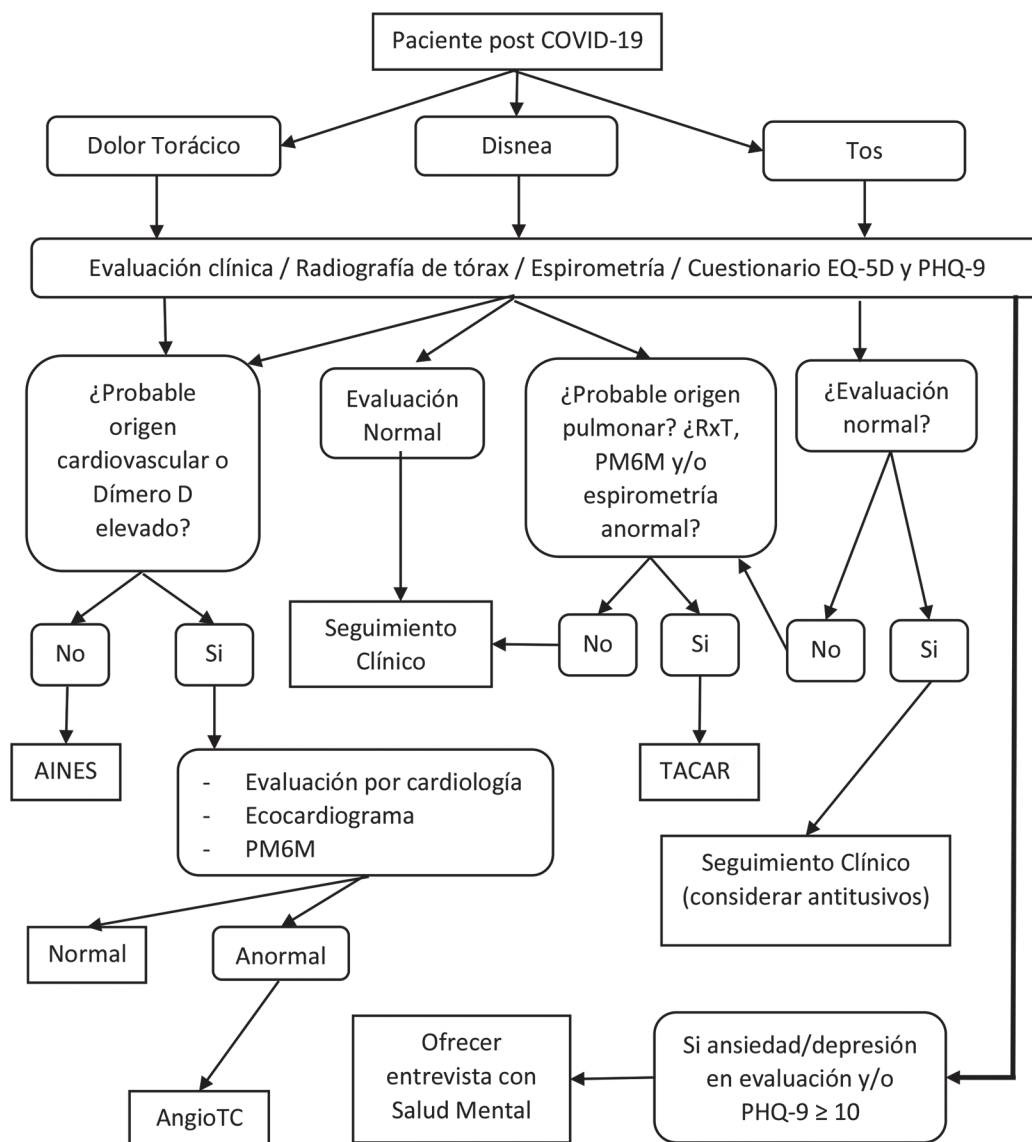 Paciente post COVID-19
Dolor Torácico
Disnea
Tos
Evaluación clínica / Radiografía de tórax / Espirometría / Cuestionario EQ-5D y PHQ-9
¿Probable
origen
cardiovascular o
Dímero D
elevado?
Evaluación
Normal
¿Probable origen
pulmonar? ¿RxT,
PM6M y/o
espirometría
anormal?
¿Evaluación
normal?
No
Si
Seguimiento
Clínico
No
Si
No
Si
AINES
- Evaluación por cardiología
- Ecocardiograma
- PM6M
TACAR
Seguimiento Clínico
(considerar antitusivos)
Normal
Anormal
AngioTC
Ofrecer
entrevista con
Salud Mental
Si ansiedad/depresión
en evaluación y/o
PHQ-9 ≥ 10